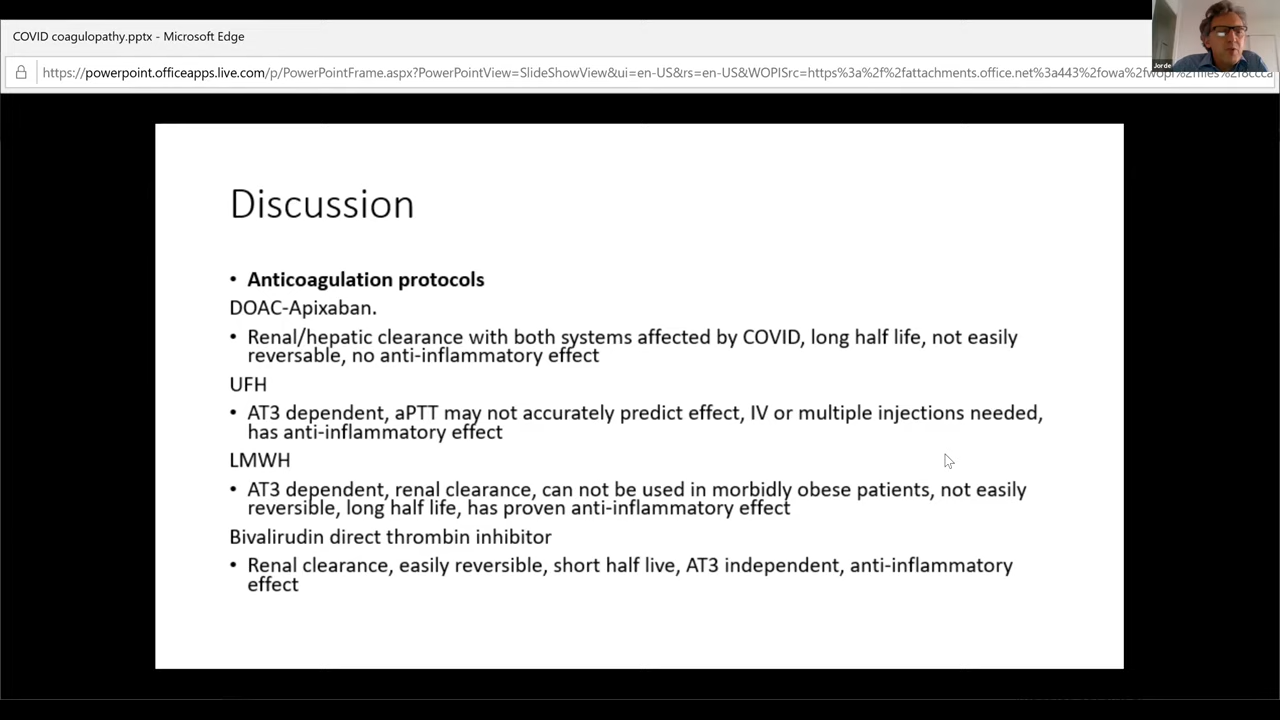 COVID coagulopathy.pptx - Microsoft Edge
https://powerpoint.officeapps.live.com/p/PowerPointFrame.aspx?PowerPointView=SlideShowView&ui=en-US&rs=en-US&WOPISrc=https%3a%2f%2fattachments.office.net%3a443%2fowa%2fwopi%2ffiles%2f8ccca
Jorde
Discussion
• Anticoagulation protocols
DOAC-Apixaban.
• Renal/hepatic clearance with both systems affected by COVID, long half life, not easily
reversable, no anti-inflammatory effect
UFH
• AT3 dependent, aPTT may not accurately predict effect, IV or multiple injections needed,
has anti-inflammatory effect
LMWH
• AT3 dependent, renal clearance, can not be used in morbidly obese patients, not easily
reversible, long half life, has proven anti-inflammatory effect
Bivalirudin direct thrombin inhibitor
• Renal clearance, easily reversible, short half live, AT3 independent, anti-inflammatory
effect